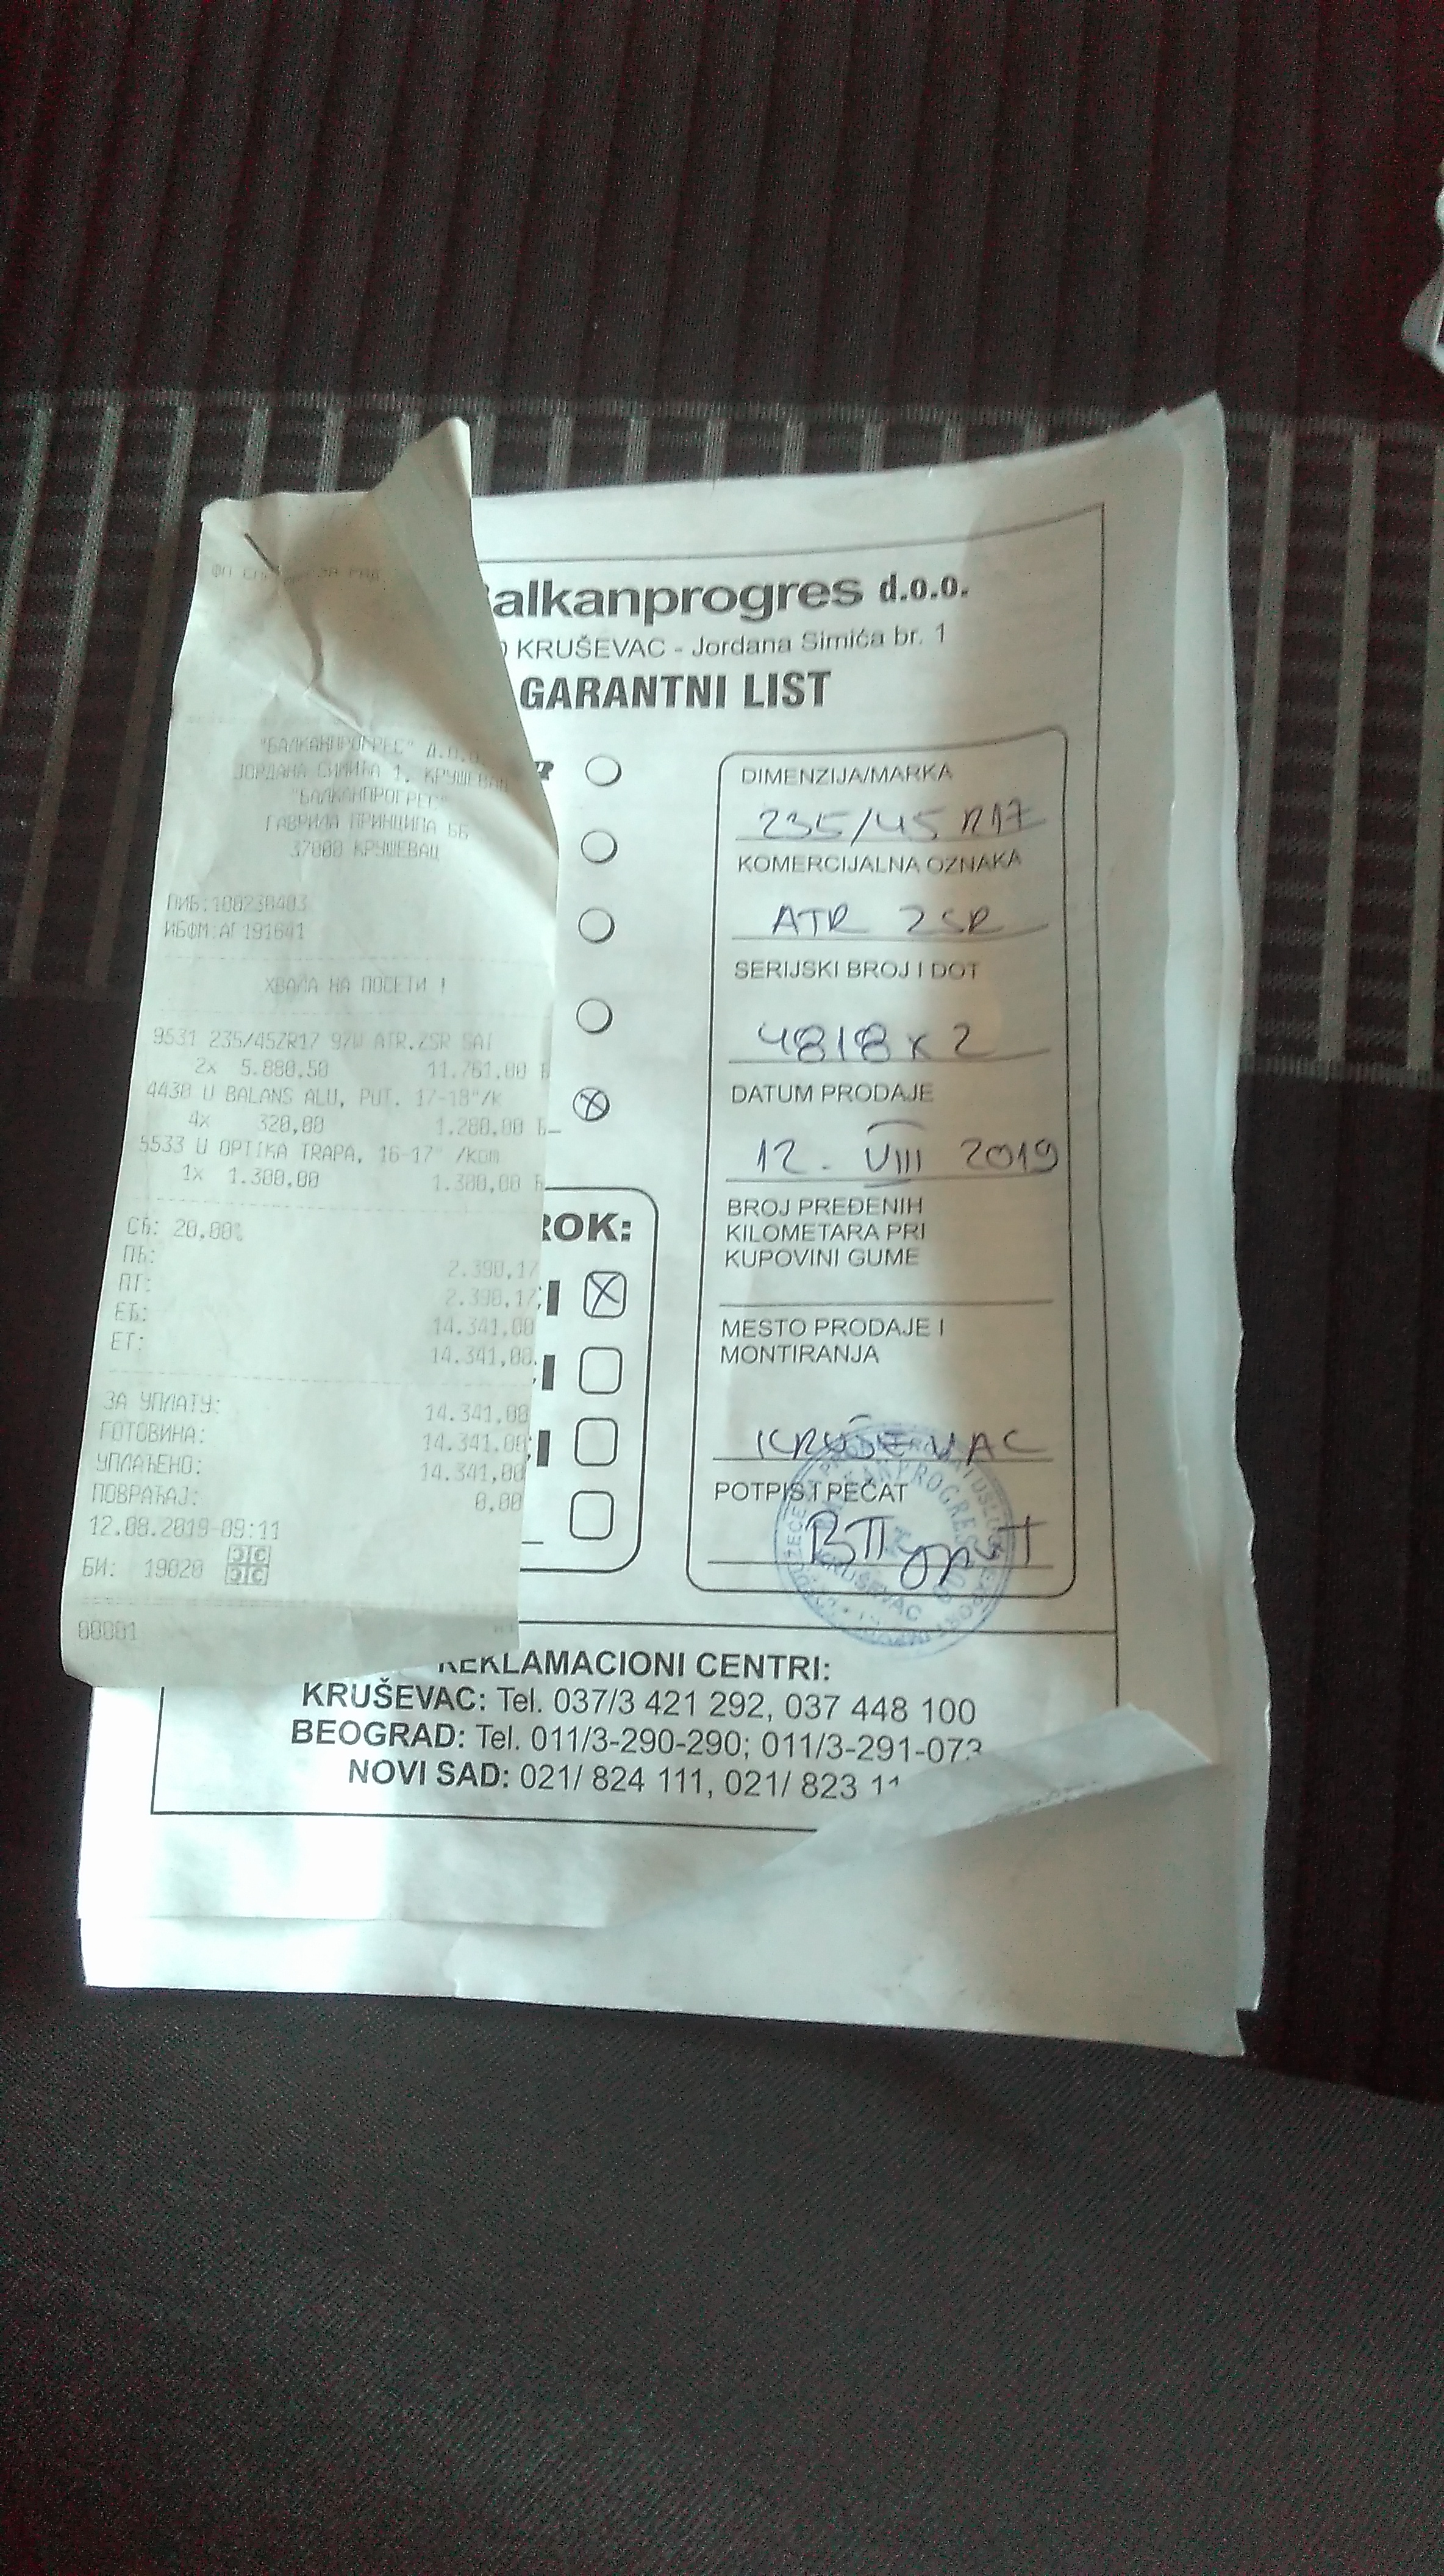 "БАЛКАНПРОГРЕС" Д.О.О.
ЈОРДАНА СИМИЋА 1, КРУШЕВАЦ
"БАЛКАНПРОГРЕС"
ГАВРИЛА ПРИНЦИПА ББ
37000 КРУШЕВАЦ
ПИБ:
ИБФМ:АГ191641
ХВАЛА НА ПОСЕТИ !
9531 235/45ZR17 97W ATR.ZSR SAI
2x 5.880,50 11.761,00 Ђ
4430 U BALANS ALU, PUT. 17-18"/K
4x 320,00 1.280,00 Ђ
5533 U OPTIKA TRAPA, 16-17" /kom
1x 1.300,00 1.300,00 Ђ
СЂ: 20,00%
ПЂ: 2.390,17
ПТ: 2.390,17
ЕЂ: 14.341,00
ЕТ: 14.341,00
ЗА УПЛАТУ: 14.341,00
ГОТОВИНА: 14.341,00
УПЛАЋЕНО: 14.341,00
ПОВРАЋАЈ: 0,00
12.08.2019-09:11
БИ: 19020
00001
alkanprogres d.o.o.
KRUŠEVAC - Jordana Simića br. 1
GARANTNI LIST
ROK:
DIMENZIJA/MARKA
235/45 R17
KOMERCIJALNA OZNAKA
ATR ZSR
SERIJSKI BROJ I DOT
4818 x 2
DATUM PRODAJE
12. VIII 2019
BROJ PREĐENIH
KILOMETARA PRI
KUPOVINI GUME
MESTO PRODAJE I
MONTIRANJA
KRUŠEVAC
POTPIS I PEČAT
REKLAMACIONI CENTRI:
KRUŠEVAC: Tel. 037/3 421 292, 037 448 100
BEOGRAD: Tel. 011/3-290-290; 011/3-291-073
NOVI SAD: 021/ 824 111, 021/ 823 11